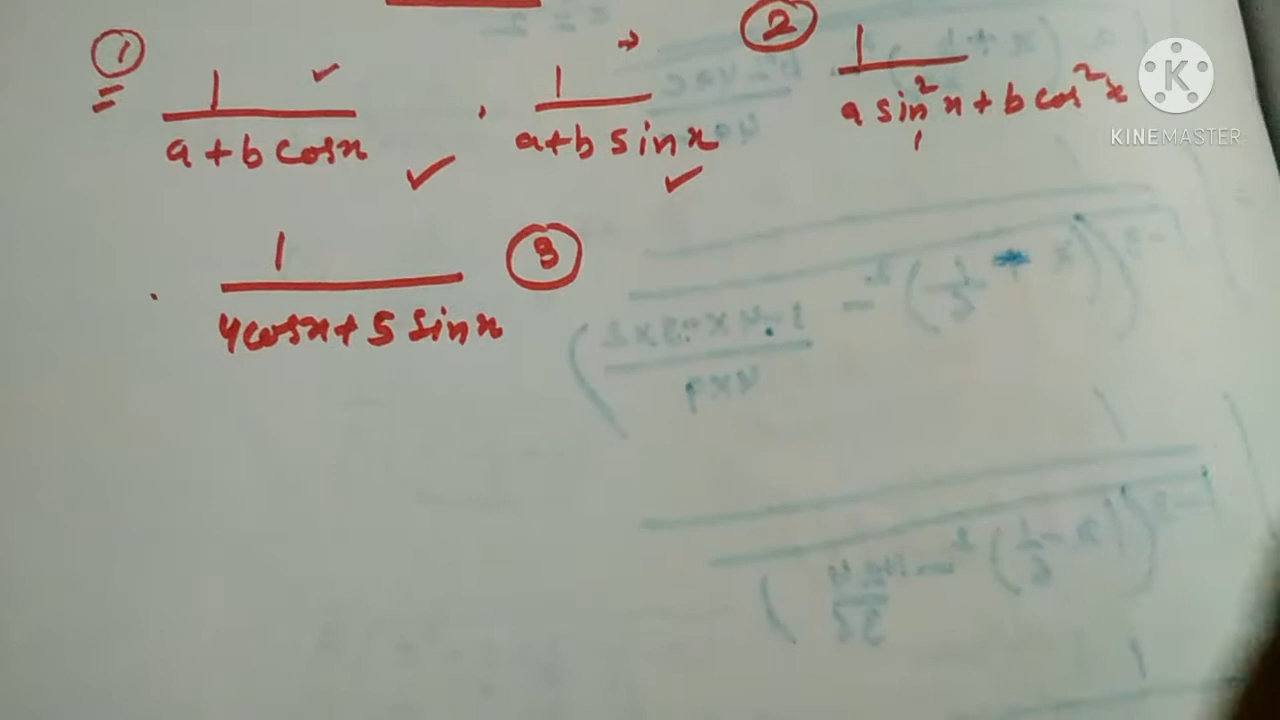 ① 1/(a+b cosx) , 1/(a+b sinx) → ② 1/(a sin²x + b cos²x)
1/(4cosx + 5 sinx) ③
KINEMASTER